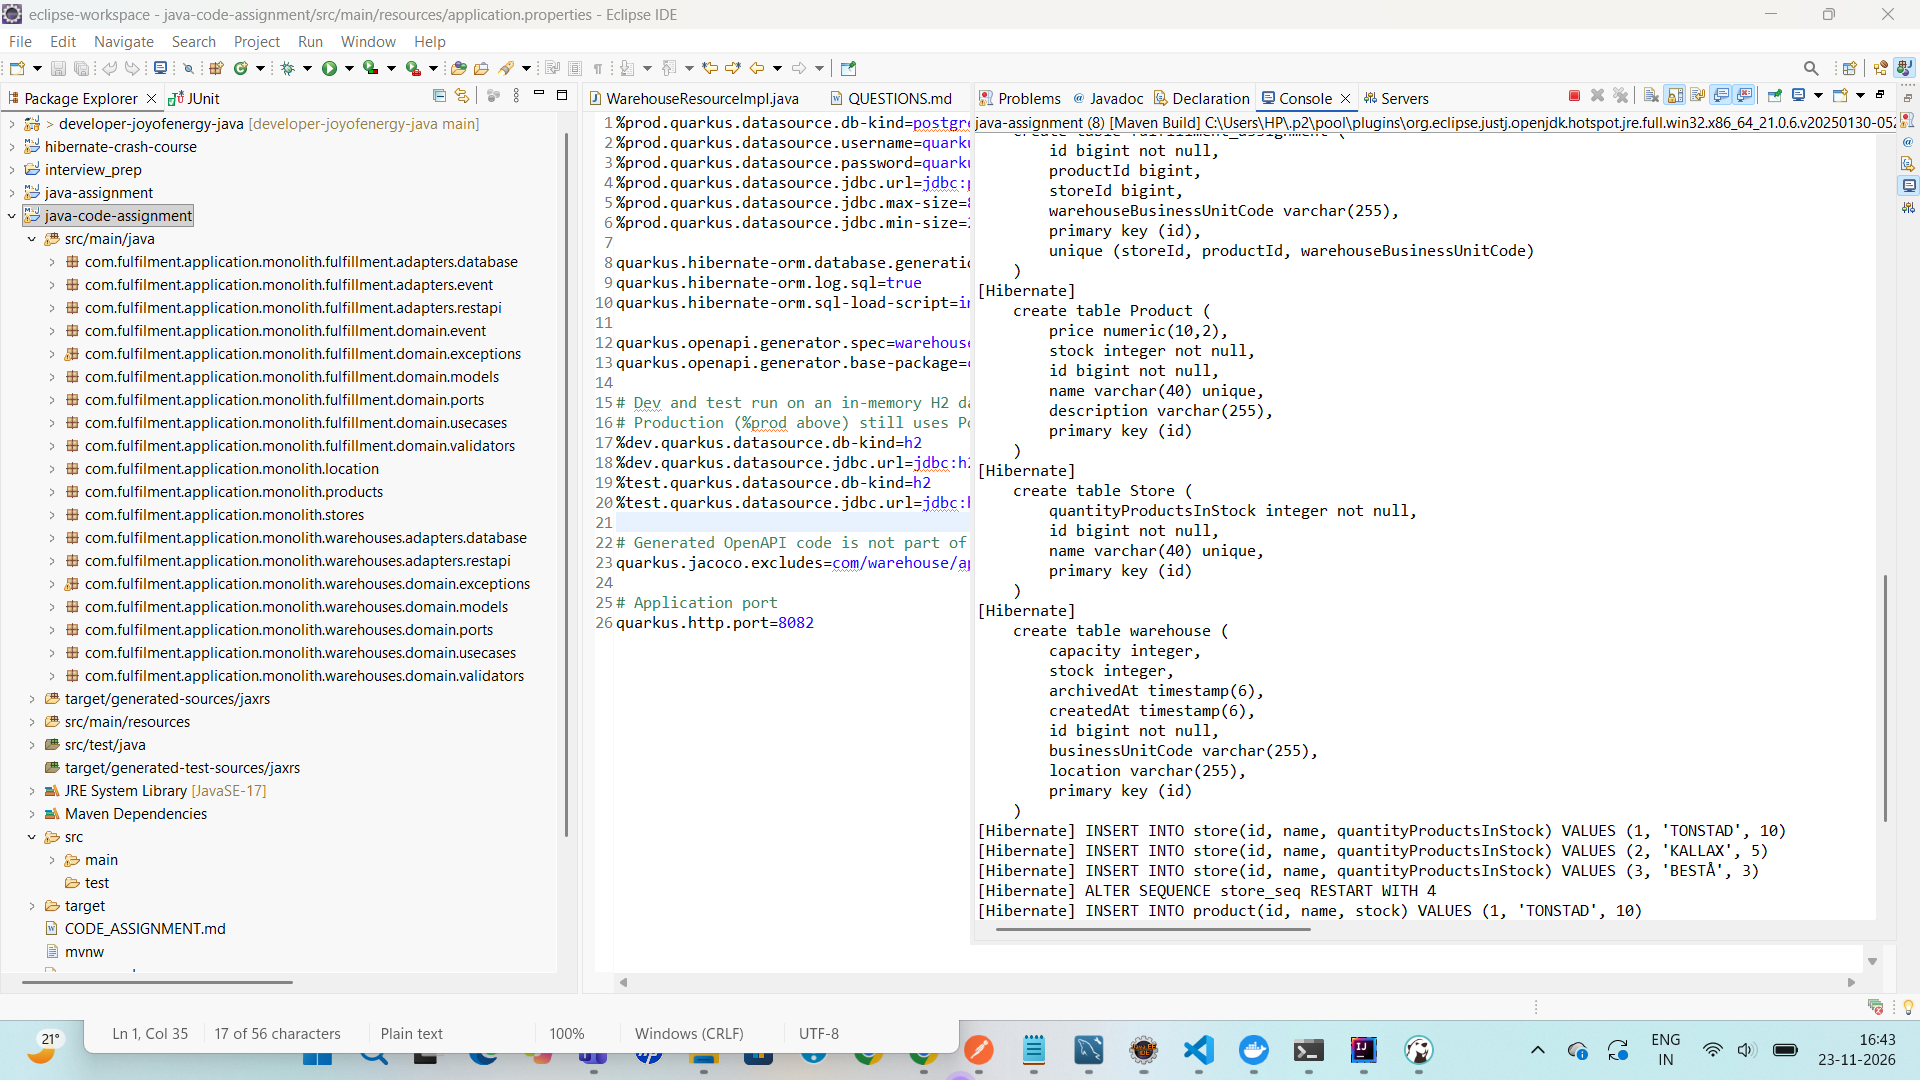 eclipse-workspace - java-code-assignment/src/main/resources/application.properties - Eclipse IDE
File Edit Navigate Search Project Run Window Help
Package Explorer
JUnit
developer-joyofenergy-java [developer-joyofenergy-java main]
hibernate-crash-course
interview_prep
java-assignment
java-code-assignment
src/main/java
com.fulfilment.application.monolith.fulfillment.adapters.database
com.fulfilment.application.monolith.fulfillment.adapters.event
com.fulfilment.application.monolith.fulfillment.adapters.restapi
com.fulfilment.application.monolith.fulfillment.domain.event
com.fulfilment.application.monolith.fulfillment.domain.exceptions
com.fulfilment.application.monolith.fulfillment.domain.models
com.fulfilment.application.monolith.fulfillment.domain.ports
com.fulfilment.application.monolith.fulfillment.domain.usecases
com.fulfilment.application.monolith.fulfillment.domain.validators
com.fulfilment.application.monolith.location
com.fulfilment.application.monolith.products
com.fulfilment.application.monolith.stores
com.fulfilment.application.monolith.warehouses.adapters.database
com.fulfilment.application.monolith.warehouses.adapters.restapi
com.fulfilment.application.monolith.warehouses.domain.exceptions
com.fulfilment.application.monolith.warehouses.domain.models
com.fulfilment.application.monolith.warehouses.domain.ports
com.fulfilment.application.monolith.warehouses.domain.usecases
com.fulfilment.application.monolith.warehouses.domain.validators
target/generated-sources/jaxrs
src/main/resources
src/test/java
target/generated-test-sources/jaxrs
JRE System Library [JavaSE-17]
Maven Dependencies
src
main
test
target
CODE_ASSIGNMENT.md
mvnw
WarehouseResourceImpl.java
QUESTIONS.md
1 %prod.quarkus.datasource.db-kind=postgre
2 %prod.quarkus.datasource.username=quark
3 %prod.quarkus.datasource.password=quark
4 %prod.quarkus.datasource.jdbc.url=jdbc:p
5 %prod.quarkus.datasource.jdbc.max-size=8
6 %prod.quarkus.datasource.jdbc.min-size=2
7
8 quarkus.hibernate-orm.database.generatio
9 quarkus.hibernate-orm.log.sql=true
10 quarkus.hibernate-orm.sql-load-script=i
11
12 quarkus.openapi.generator.spec=warehouse
13 quarkus.openapi.generator.base-package=c
14
15 # Dev and test run on an in-memory H2 da
16 # Production (%prod above) still uses Po
17 %dev.quarkus.datasource.db-kind=h2
18 %dev.quarkus.datasource.jdbc.url=jdbc:h2
19 %test.quarkus.datasource.db-kind=h2
20 %test.quarkus.datasource.jdbc.url=jdbc:h
21
22 # Generated OpenAPI code is not part of
23 quarkus.jacoco.excludes=com/warehouse/ap
24
25 # Application port
26 quarkus.http.port=8082
Problems
Javadoc
Declaration
Console
Servers
java-assignment (8) [Maven Build] C:\Users\HP\.p2\pool\plugins\org.eclipse.justj.openjdk.hotspot.jre.full.win32.x86_64_21.0.6.v20250130-052
create table fulfillment_assignment (
id bigint not null,
productId bigint,
storeId bigint,
warehouseBusinessUnitCode varchar(255),
primary key (id),
unique (storeId, productId, warehouseBusinessUnitCode)
)
[Hibernate]
create table Product (
price numeric(10,2),
stock integer not null,
id bigint not null,
name varchar(40) unique,
description varchar(255),
primary key (id)
)
[Hibernate]
create table Store (
quantityProductsInStock integer not null,
id bigint not null,
name varchar(40) unique,
primary key (id)
)
[Hibernate]
create table warehouse (
capacity integer,
stock integer,
archivedAt timestamp(6),
createdAt timestamp(6),
id bigint not null,
businessUnitCode varchar(255),
location varchar(255),
primary key (id)
)
[Hibernate] INSERT INTO store(id, name, quantityProductsInStock) VALUES (1, 'TONSTAD', 10)
[Hibernate] INSERT INTO store(id, name, quantityProductsInStock) VALUES (2, 'KALLAX', 5)
[Hibernate] INSERT INTO store(id, name, quantityProductsInStock) VALUES (3, 'BESTÅ', 3)
[Hibernate] ALTER SEQUENCE store_seq RESTART WITH 4
[Hibernate] INSERT INTO product(id, name, stock) VALUES (1, 'TONSTAD', 10)
Ln 1, Col 35
17 of 56 characters
Plain text
100%
Windows (CRLF)
UTF-8
21°
ENG
IN
16:43
23-11-2026